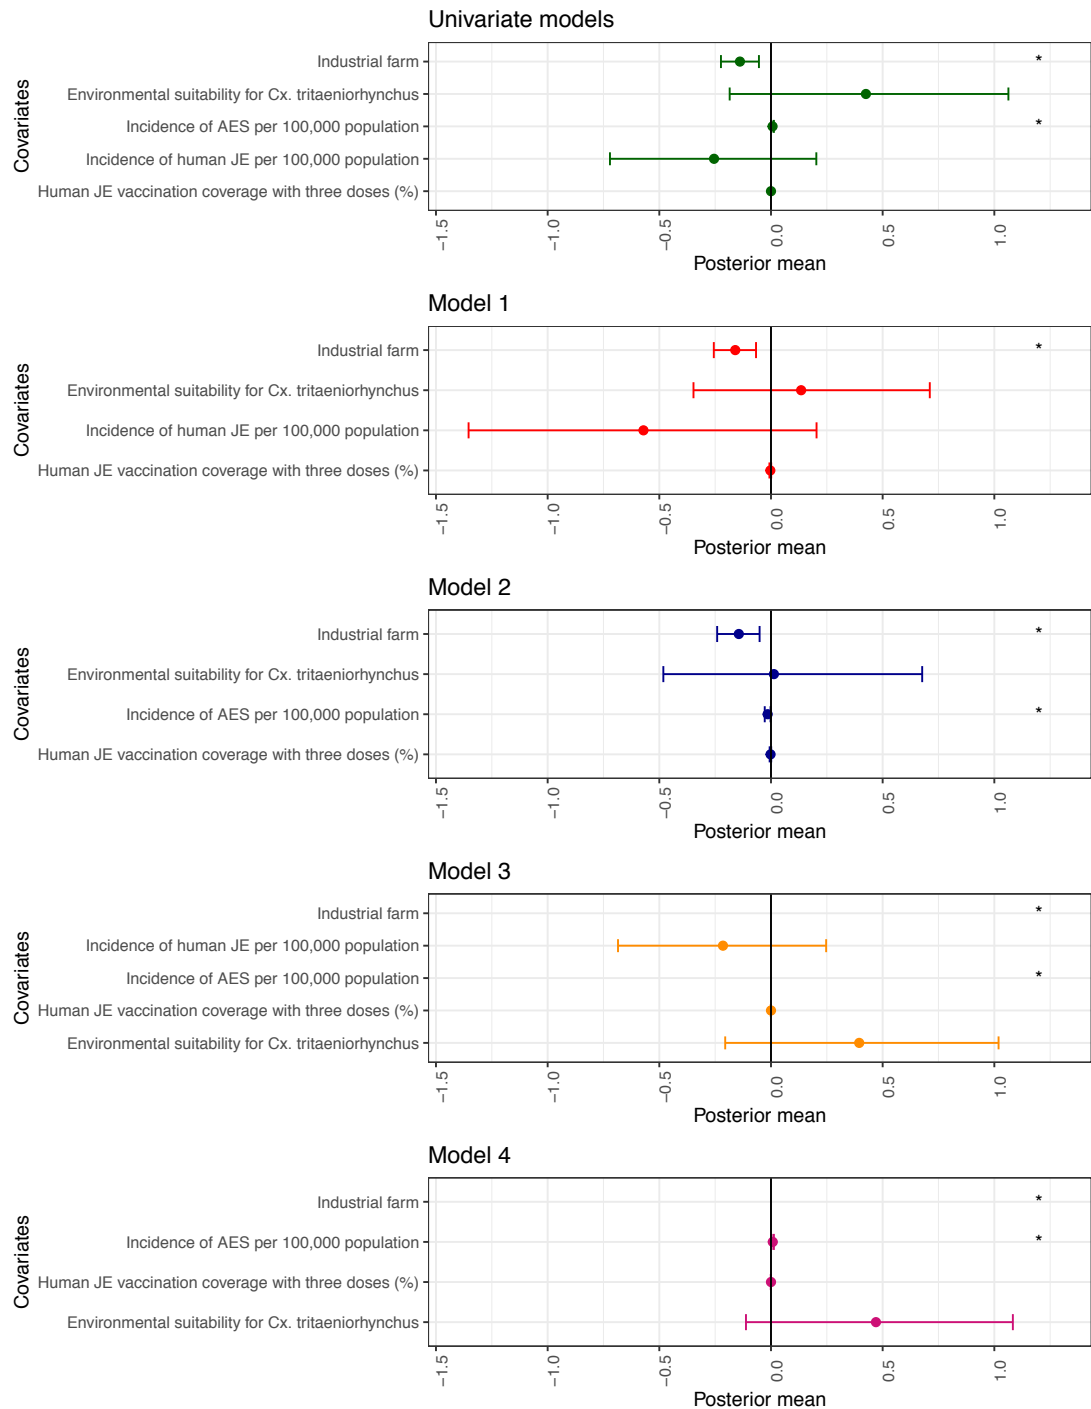 Univariate models
Covariates
Industrial farm
*
Environmental suitability for Cx. tritaeniorhynchus
Incidence of AES per 100,000 population
*
Incidence of human JE per 100,000 population
Human JE vaccination coverage with three doses (%)
−1.5 −1.0 −0.5 0.0 0.5 1.0
Posterior mean
Model 1
Covariates
Industrial farm
*
Environmental suitability for Cx. tritaeniorhynchus
Incidence of human JE per 100,000 population
Human JE vaccination coverage with three doses (%)
−1.5 −1.0 −0.5 0.0 0.5 1.0
Posterior mean
Model 2
Covariates
Industrial farm
*
Environmental suitability for Cx. tritaeniorhynchus
Incidence of AES per 100,000 population
*
Human JE vaccination coverage with three doses (%)
−1.5 −1.0 −0.5 0.0 0.5 1.0
Posterior mean
Model 3
Covariates
Industrial farm
*
Incidence of human JE per 100,000 population
Incidence of AES per 100,000 population
*
Human JE vaccination coverage with three doses (%)
Environmental suitability for Cx. tritaeniorhynchus
−1.5 −1.0 −0.5 0.0 0.5 1.0
Posterior mean
Model 4
Covariates
Industrial farm
*
Incidence of AES per 100,000 population
*
Human JE vaccination coverage with three doses (%)
Environmental suitability for Cx. tritaeniorhynchus
−1.5 −1.0 −0.5 0.0 0.5 1.0
Posterior mean